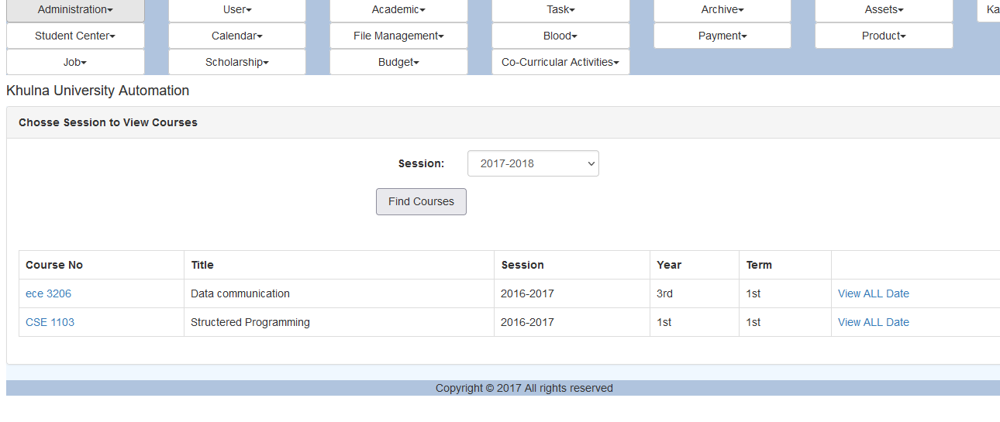 Administration User Academic Task Archive Assets Ka
Student Center Calendar File Management Blood Payment Product
Job Scholarship Budget Co-Curricular Activities
Khulna University Automation
Chosse Session to View Courses
Session: 2017-2018
Find Courses
Course No Title Session Year Term
ece 3206 Data communication 2016-2017 3rd 1st View ALL Date
CSE 1103 Structered Programming 2016-2017 1st 1st View ALL Date
Copyright © 2017 All rights reserved